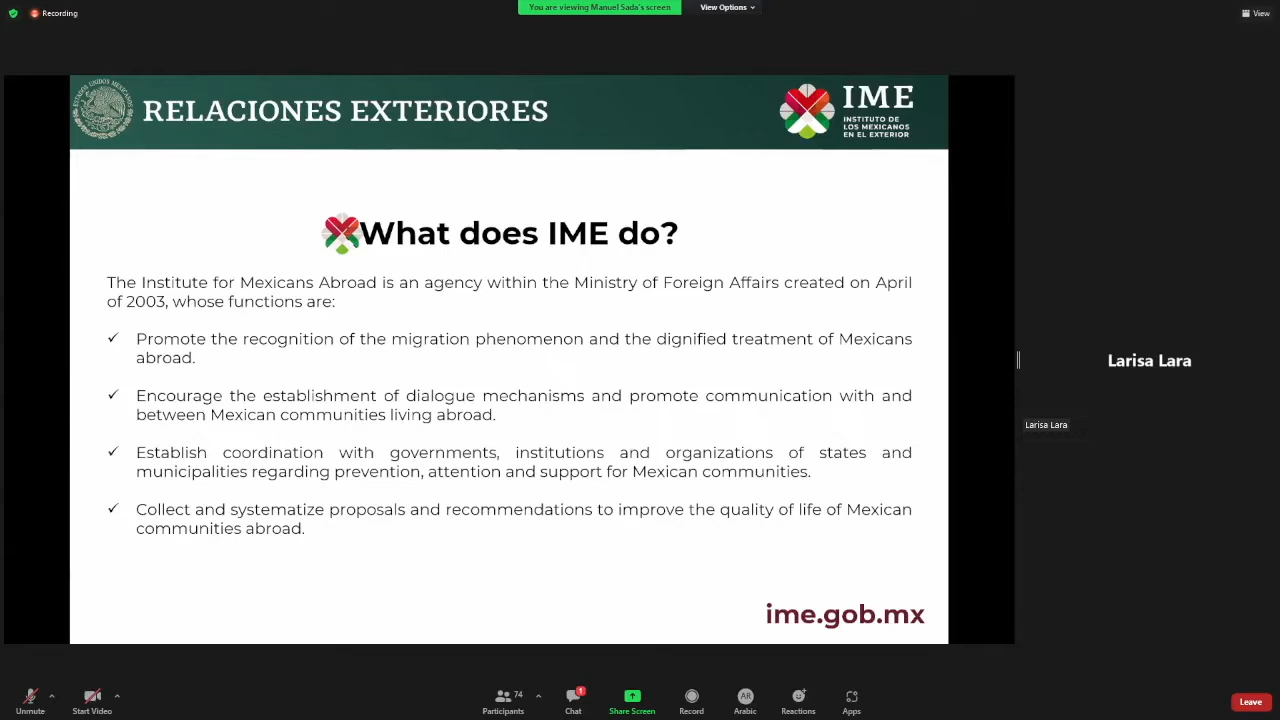 Recording
You are viewing Manuel Sada's screen
View Options
View
ESTADOS UNIDOS MEXICANOS
RELACIONES EXTERIORES
IME
INSTITUTO DE
LOS MEXICANOS
EN EL EXTERIOR
What does IME do?
The Institute for Mexicans Abroad is an agency within the Ministry of Foreign Affairs created on April
of 2003, whose functions are:
Promote the recognition of the migration phenomenon and the dignified treatment of Mexicans
abroad.
Encourage the establishment of dialogue mechanisms and promote communication with and
between Mexican communities living abroad.
Establish coordination with governments, institutions and organizations of states and
municipalities regarding prevention, attention and support for Mexican communities.
Collect and systematize proposals and recommendations to improve the quality of life of Mexican
communities abroad.
ime.gob.mx
Larisa Lara
Larisa Lara
Unmute
Start Video
74
Participants
1
Chat
Share Screen
Record
AR
Arabic
Reactions
Apps
Leave